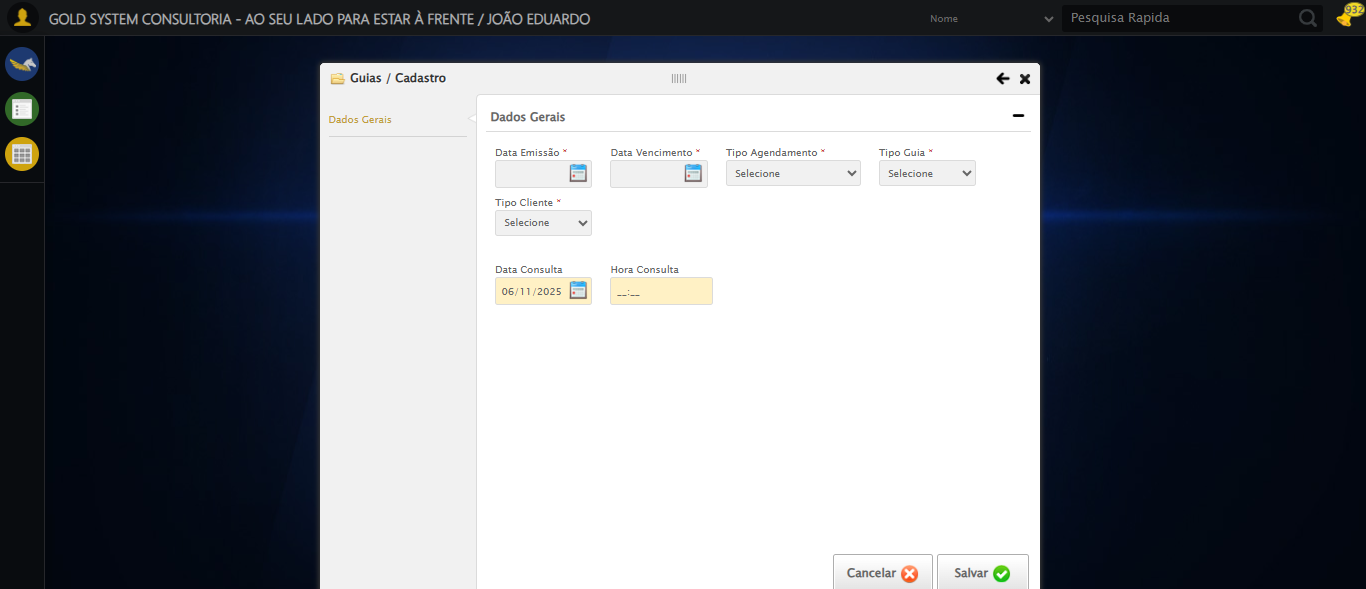 GOLD SYSTEM CONSULTORIA - AO SEU LADO PARA ESTAR À FRENTE / JOÃO EDUARDO
Nome
Pesquisa Rapida
932
Guias / Cadastro
Dados Gerais
Dados Gerais
Data Emissão * Data Vencimento * Tipo Agendamento * Tipo Guia *
Selecione Selecione
Tipo Cliente *
Selecione
Data Consulta Hora Consulta
06/11/2025 __:__
Cancelar Salvar